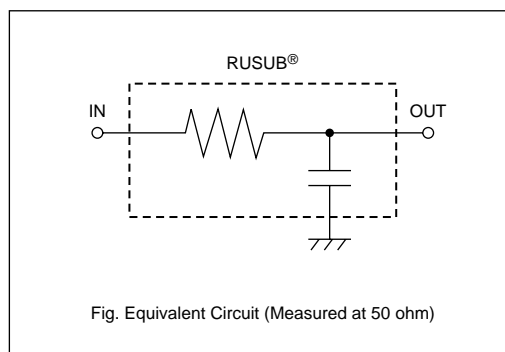 RUSUB®
IN
OUT
Fig. Equivalent Circuit (Measured at 50 ohm)